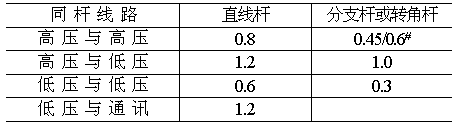 同杆线路 直线杆 分支杆或转角杆
高压与高压 0.8 0.45/0.6#
高压与低压 1.2 1.0
低压与低压 0.6 0.3
低压与通讯 1.2